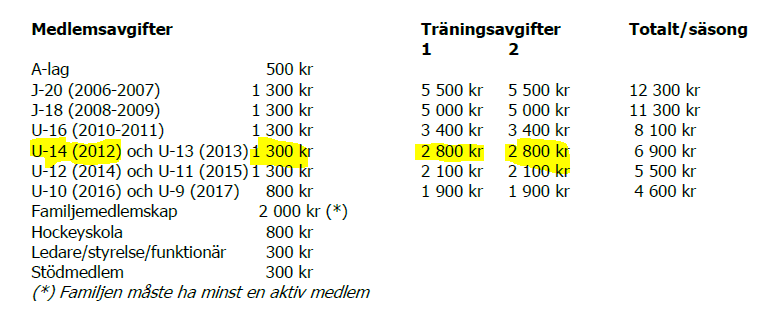 Medlemsavgifter Träningsavgifter Totalt/säsong
1 2
A-lag 500 kr
J-20 (2006-2007) 1 300 kr 5 500 kr 5 500 kr 12 300 kr
J-18 (2008-2009) 1 300 kr 5 000 kr 5 000 kr 11 300 kr
U-16 (2010-2011) 1 300 kr 3 400 kr 3 400 kr 8 100 kr
U-14 (2012) och U-13 (2013) 1 300 kr 2 800 kr 2 800 kr 6 900 kr
U-12 (2014) och U-11 (2015) 1 300 kr 2 100 kr 2 100 kr 5 500 kr
U-10 (2016) och U-9 (2017) 800 kr 1 900 kr 1 900 kr 4 600 kr
Familjemedlemskap 2 000 kr (*)
Hockeyskola 800 kr
Ledare/styrelse/funktionär 300 kr
Stödmedlem 300 kr
(*) Familjen måste ha minst en aktiv medlem